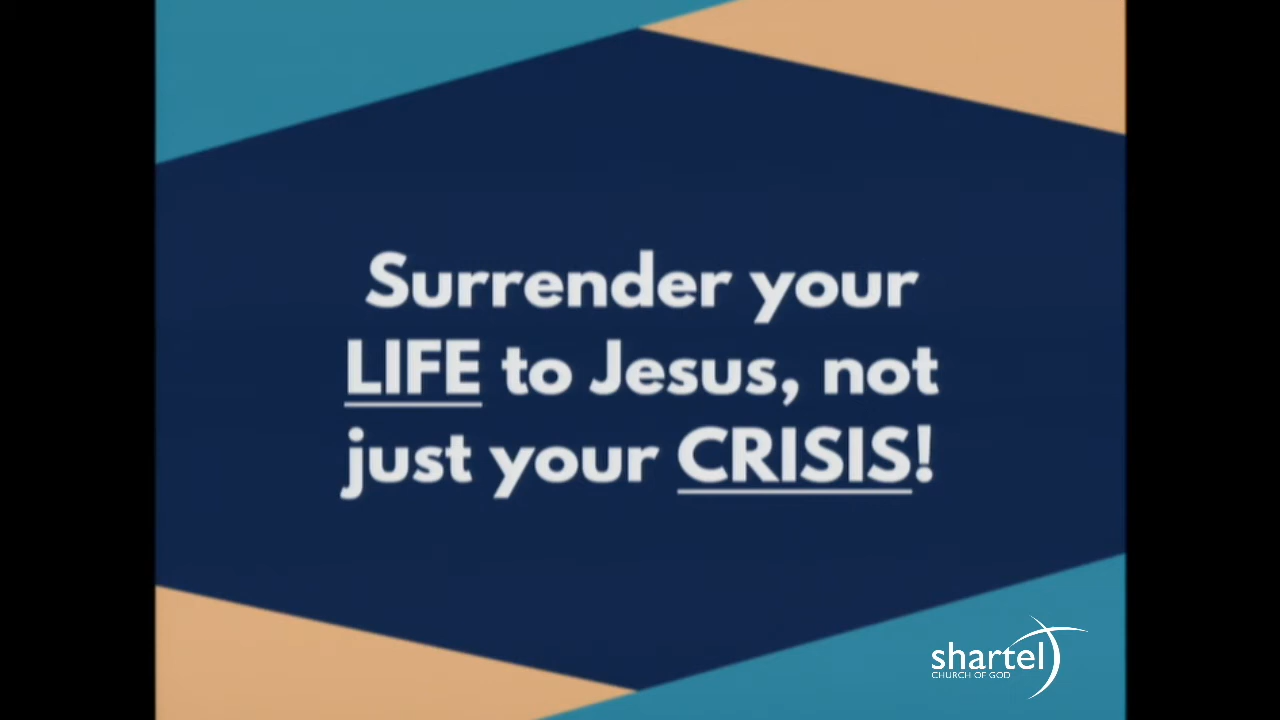 Surrender your
LIFE to Jesus, not
just your CRISIS!
shartel
CHURCH OF GOD